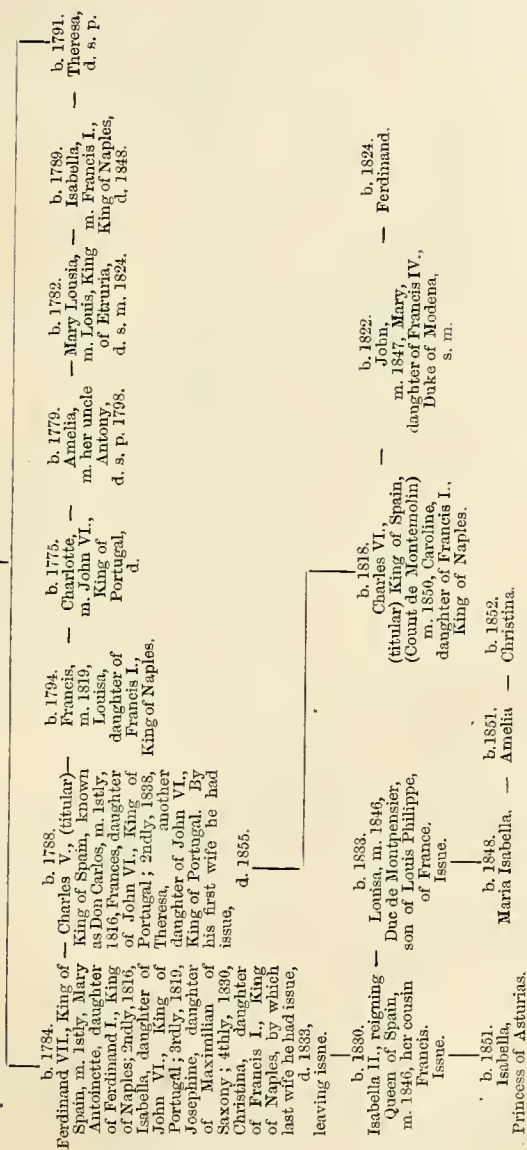 b. 1784.
Ferdinand VII., King of
Spain, m. 1stly, Mary
Antoinette, daughter
of Ferdinand I., King
of Naples; 2ndly, 1816,
Isabella, daughter of
John VI., King of
Portugal; 3rdly, 1819,
Josephine, daughter
of Maximilian of
Saxony; 4thly, 1830,
Christina, daughter
of Francis I., King
of Naples, by which
last wife he had issue,
d. 1833,
leaving issue.
b. 1788.
— Charles V., (titular)—
King of Spain, known
as Don Carlos, m. 1stly,
1816, Frances, daughter
of John VI., King of
Portugal; 2ndly, 1838,
Theresa, another
daughter of John VI.,
King of Portugal. By
his first wife he had
issue,
d. 1855.
b. 1794.
Francis, —
m. 1819,
Louisa,
daughter of
Francis I.,
King of Naples.
b. 1775.
Charlotte, —
m. John VI.,
King of
Portugal,
d.
b. 1779.
Amelia,
m. her uncle
Antony,
d. s. p. 1798.
b. 1782.
— Mary Lousia, —
m. Louis, King
of Etruria,
d. s. m. 1824.
b. 1789.
Isabella, —
m. Francis I.,
King of Naples,
d. 1848.
b. 1791.
Theresa,
d. s. p.
b. 1830.
Isabella II., reigning —
Queen of Spain,
m. 1846, her cousin
Francis.
Issue.
b. 1833.
Louisa, m. 1846,
Duc de Montpensier,
son of Louis Philippe,
of France.
Issue.
b. 1818.
Charles VI., —
(titular) King of Spain,
(Count de Montemolin)
m. 1850, Caroline,
daughter of Francis I.,
King of Naples.
b. 1822.
John, —
m. 1847, Mary,
daughter of Francis IV.,
Duke of Modena,
s. m.
b. 1824.
Ferdinand.
b. 1851.
Isabella,
Princess of Asturias.
b. 1848.
Maria Isabella. —
b.1851.
Amelia —
b. 1852.
Christina.